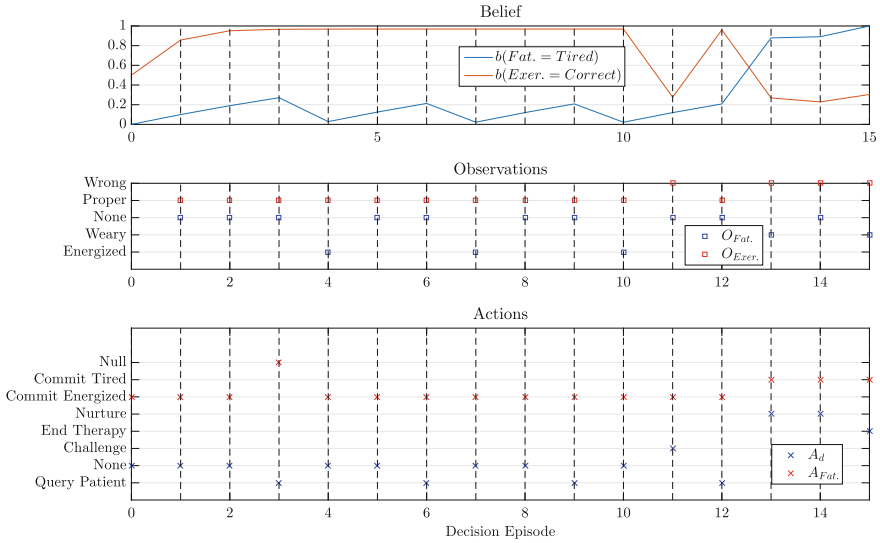 Belief
1
0.8
0.6
0.4
0.2
0
b(Fat. = Tired)
b(Exer. = Correct)
0 5 10 15
Observations
Wrong
Proper
None
Weary
Energized
O_Fat.
O_Exer.
0 2 4 6 8 10 12 14
Actions
Null
Commit Tired
Commit Energized
Nurture
End Therapy
Challenge
None
Query Patient
A_d
A_Fat.
0 2 4 6 8 10 12 14
Decision Episode